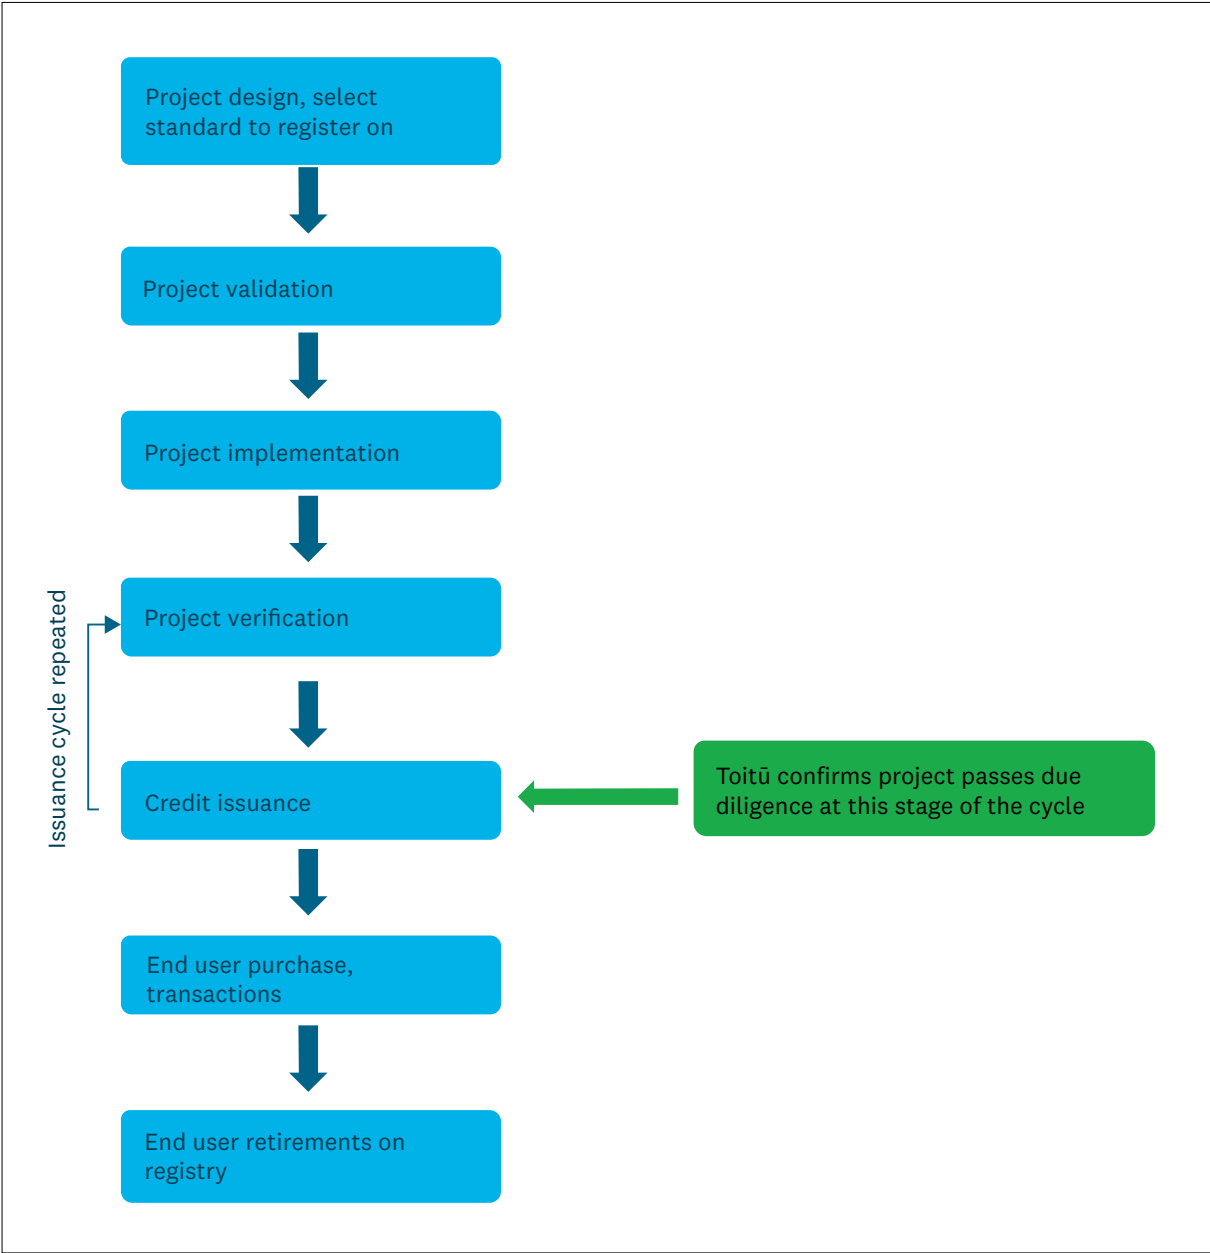 Project design, select
standard to register on
Project validation
Project implementation
Issuance cycle repeated
Project verification
Credit issuance
Toitū confirms project passes due
diligence at this stage of the cycle
End user purchase,
transactions
End user retirements on
registry